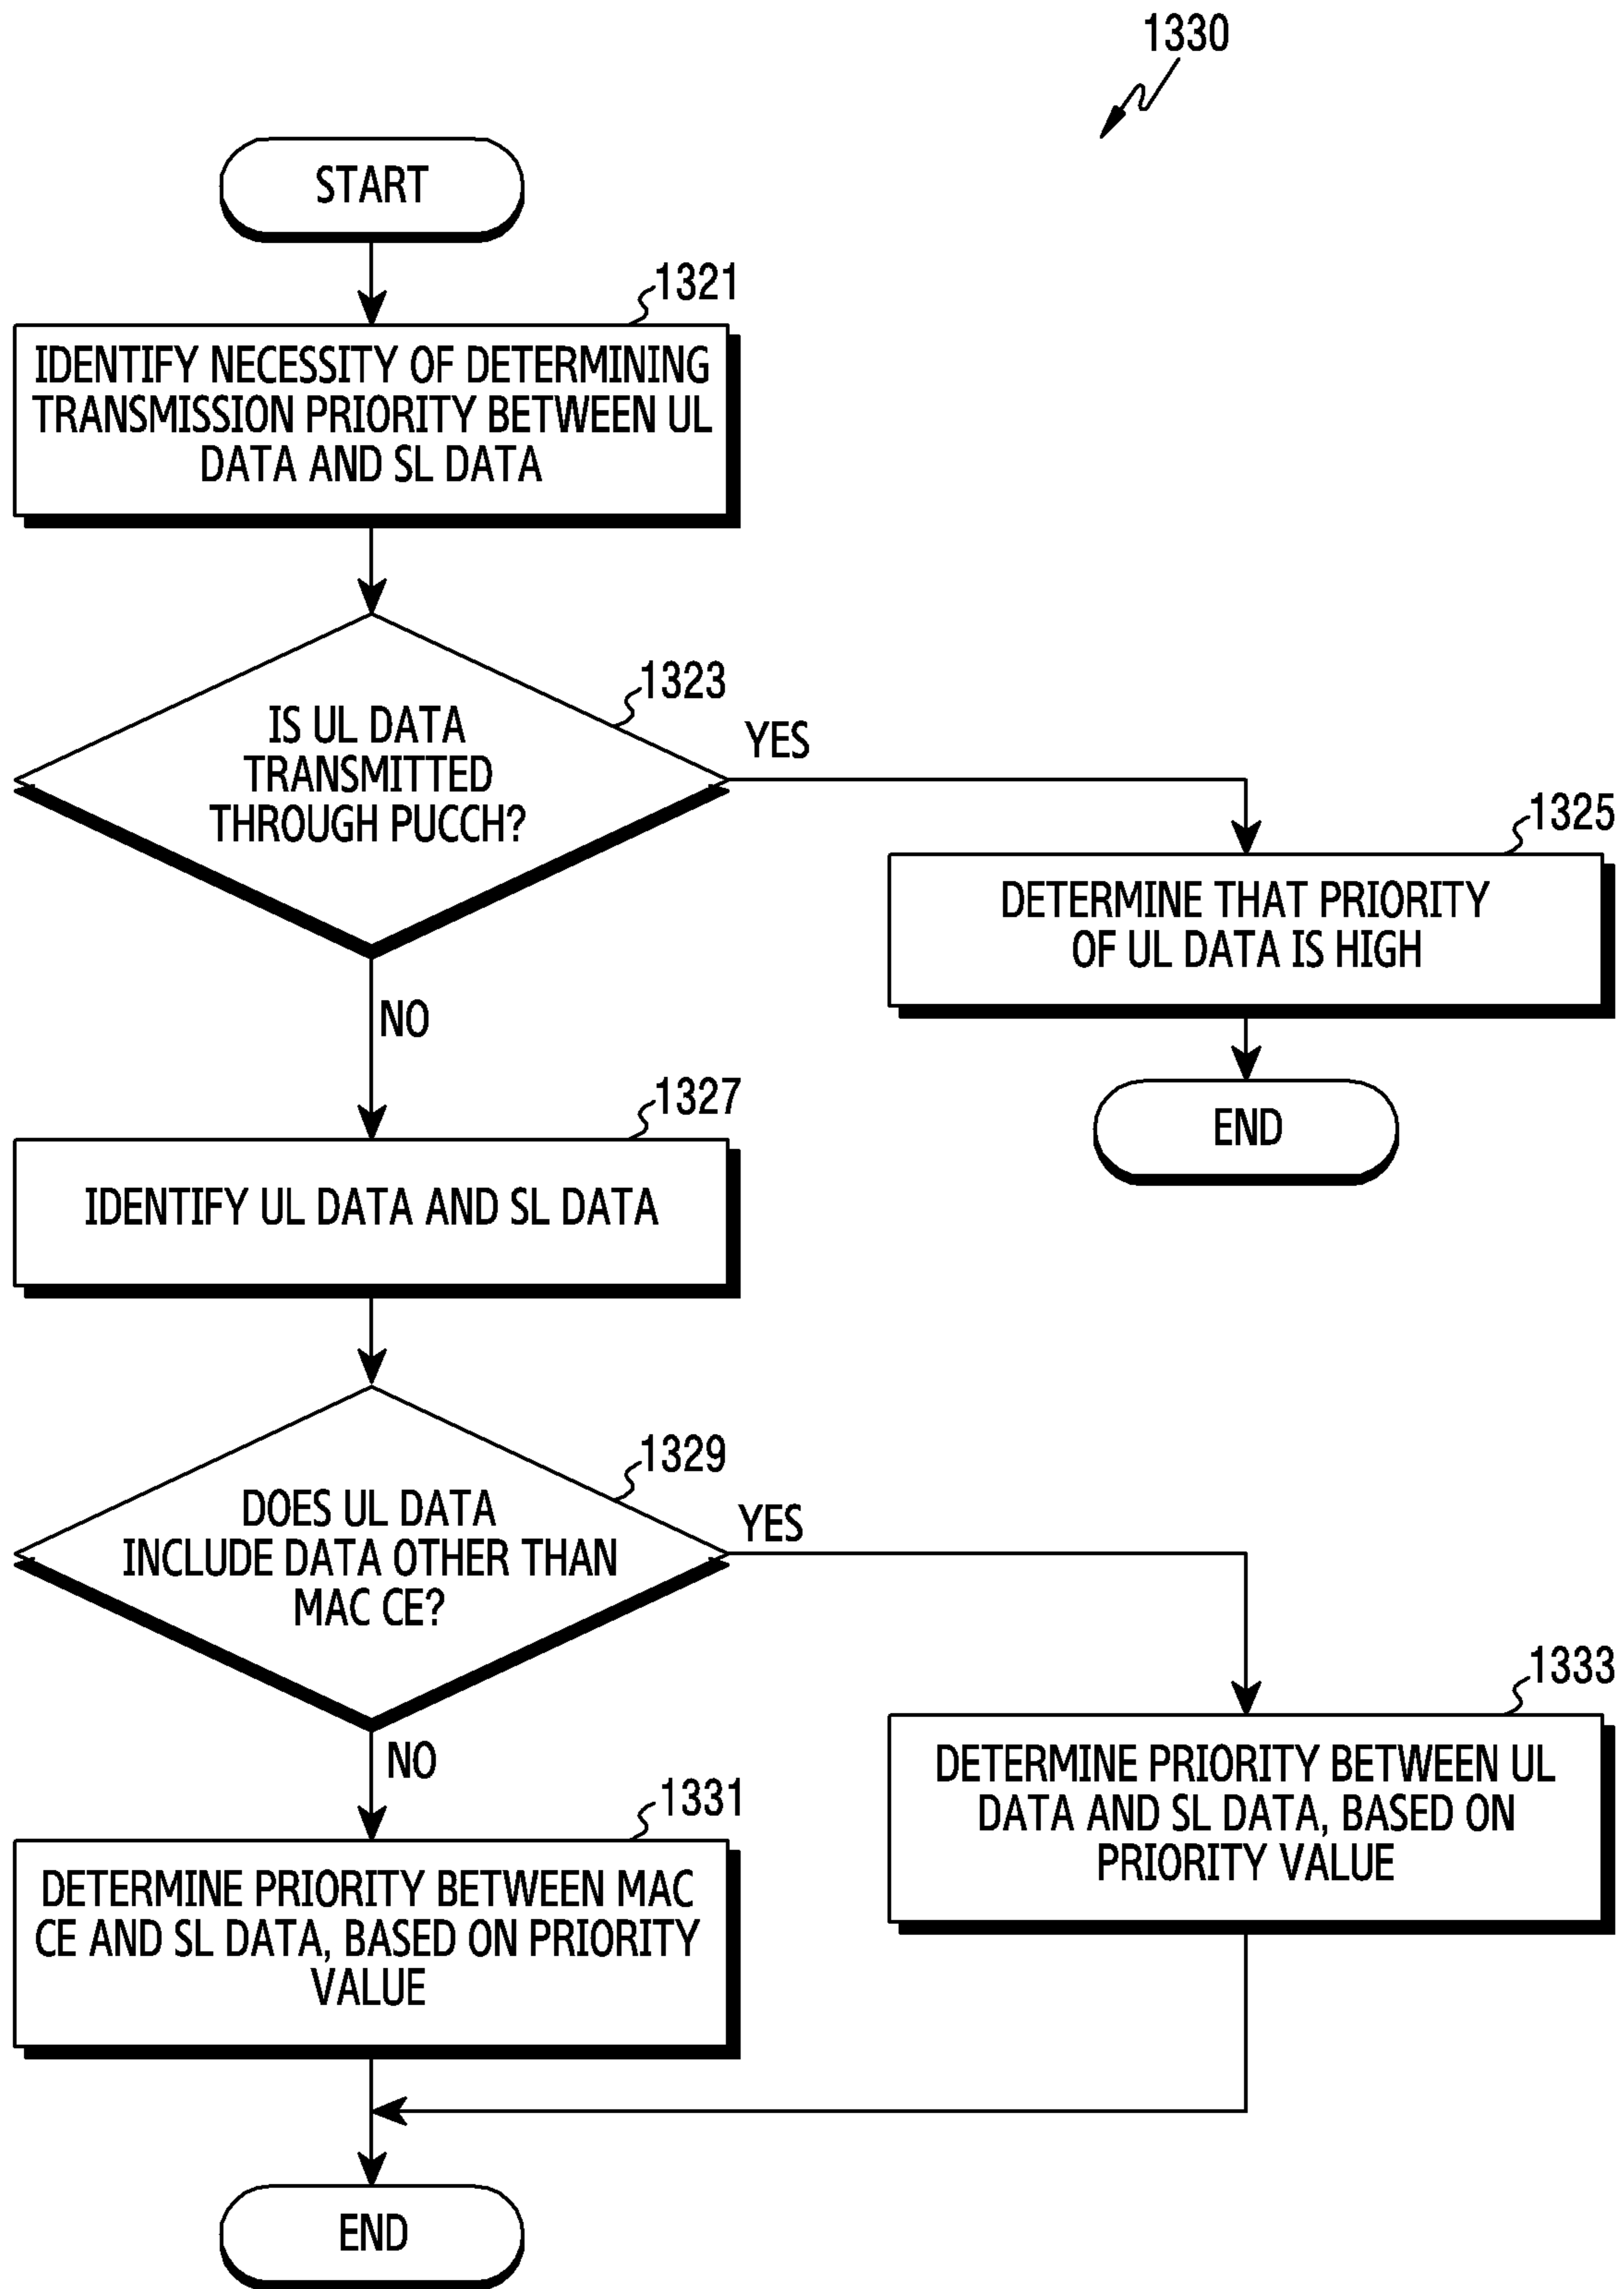 1330
START
1321
IDENTIFY NECESSITY OF DETERMINING
TRANSMISSION PRIORITY BETWEEN UL
DATA AND SL DATA
1323
IS UL DATA
TRANSMITTED
THROUGH PUCCH?
YES
1325
DETERMINE THAT PRIORITY
OF UL DATA IS HIGH
END
NO
1327
IDENTIFY UL DATA AND SL DATA
1329
DOES UL DATA
INCLUDE DATA OTHER THAN
MAC CE?
YES
1333
DETERMINE PRIORITY BETWEEN UL
DATA AND SL DATA, BASED ON
PRIORITY VALUE
NO
1331
DETERMINE PRIORITY BETWEEN MAC
CE AND SL DATA, BASED ON PRIORITY
VALUE
END